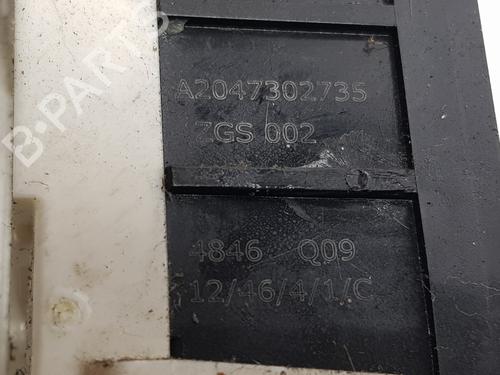 A2047302735
ZGS 002
4846 Q09
12/46/4/1/C
B-PARTS